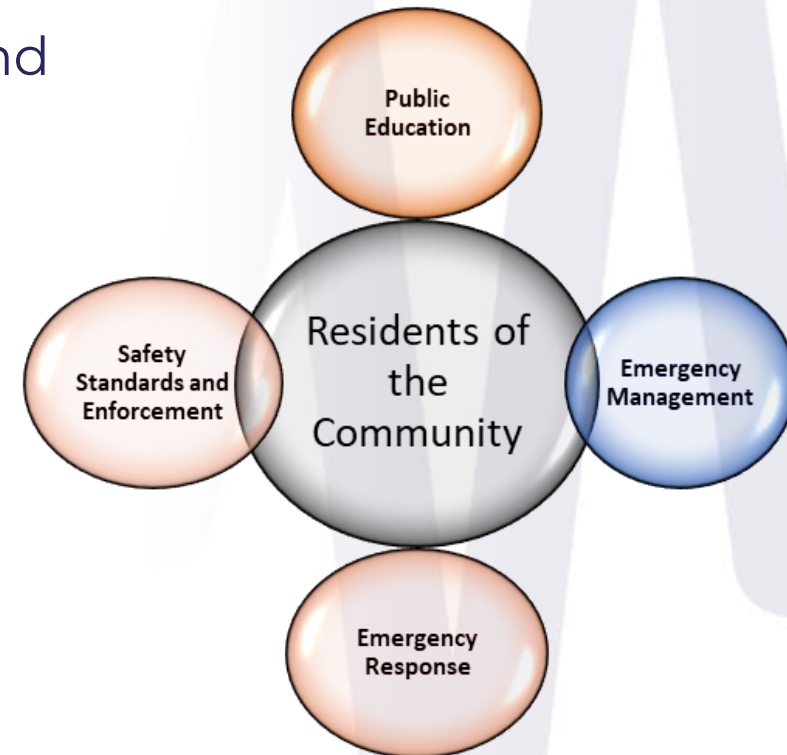 nd
Public
Education
Safety
Standards and
Enforcement
Residents of
the
Community
Emergency
Management
Emergency
Response